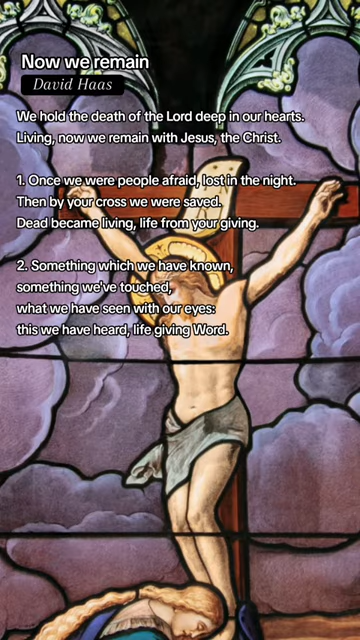 Now we remain
David Haas
We hold the death of the Lord deep in our hearts.
Living, now we remain with Jesus, the Christ.
1. Once we were people afraid, lost in the night.
Then by your cross we were saved.
Dead became living, life from your giving.
2. Something which we have known,
something we've touched,
what we have seen with our eyes:
this we have heard, life giving Word.